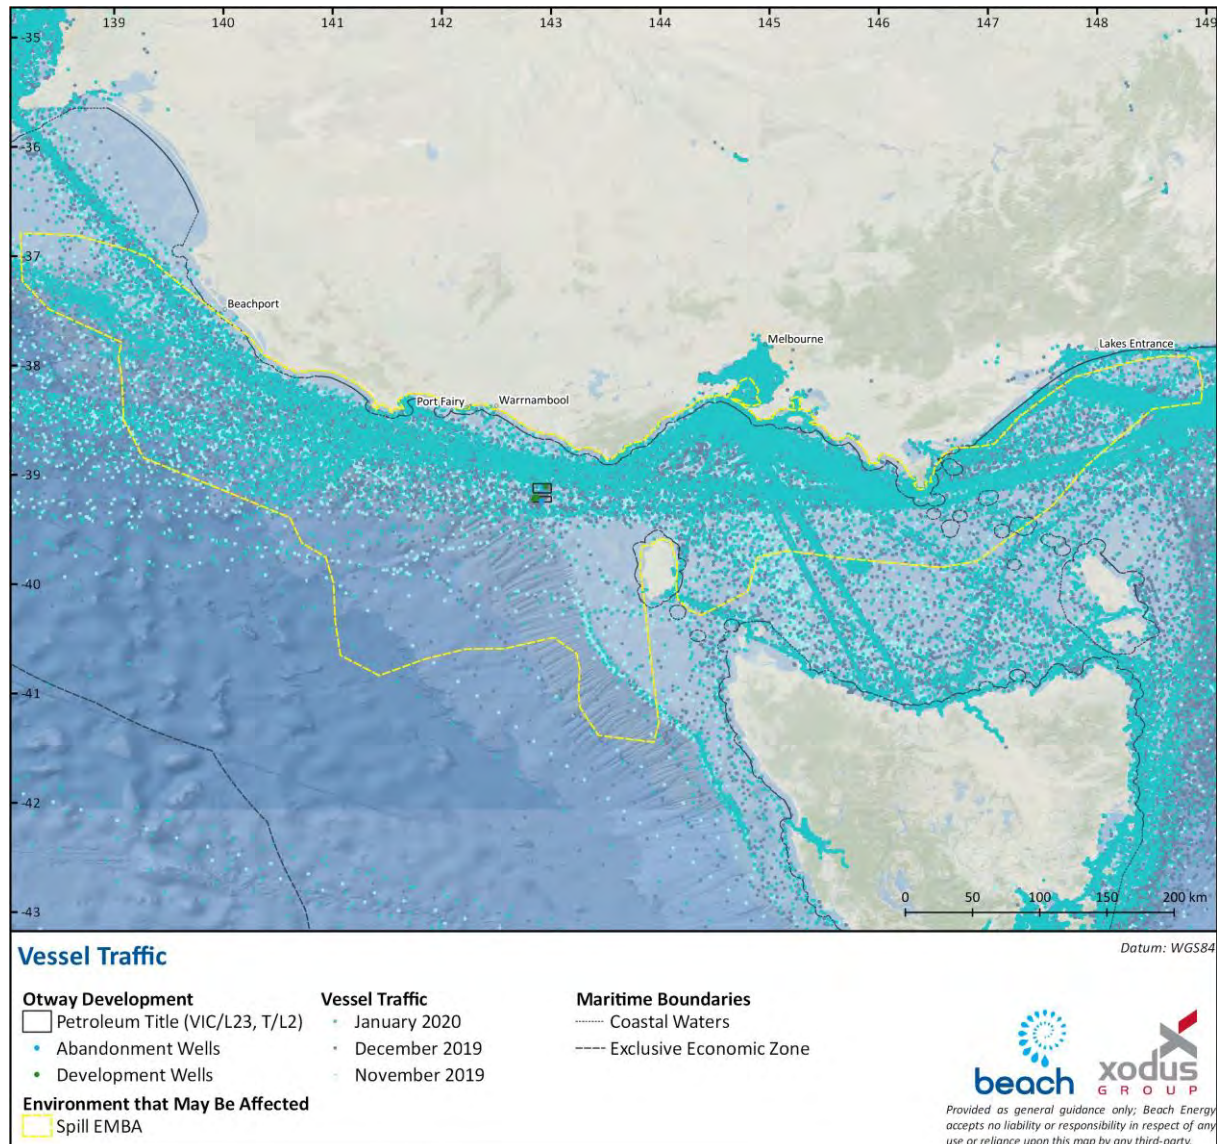 139 140 141 142 143 144 145 146 147 148 149
-35
-36
-37
Beachport
Melbourne
Lakes Entrance
-38
Port Fairy Warrnambool
-39
-40
-41
-42
0 50 100 150 200 km
-43
Vessel Traffic
Datum: WGS84
Otway Development
Petroleum Title (VIC/L23, T/L2)
Abandonment Wells
Development Wells
Environment that May Be Affected
Spill EMBA
Vessel Traffic
January 2020
December 2019
November 2019
Maritime Boundaries
Coastal Waters
Exclusive Economic Zone
beach
xodus
GROUP
Provided as general guidance only; Beach Energy
accepts no liability or responsibility in respect of any
use or reliance upon this map by any third-party.